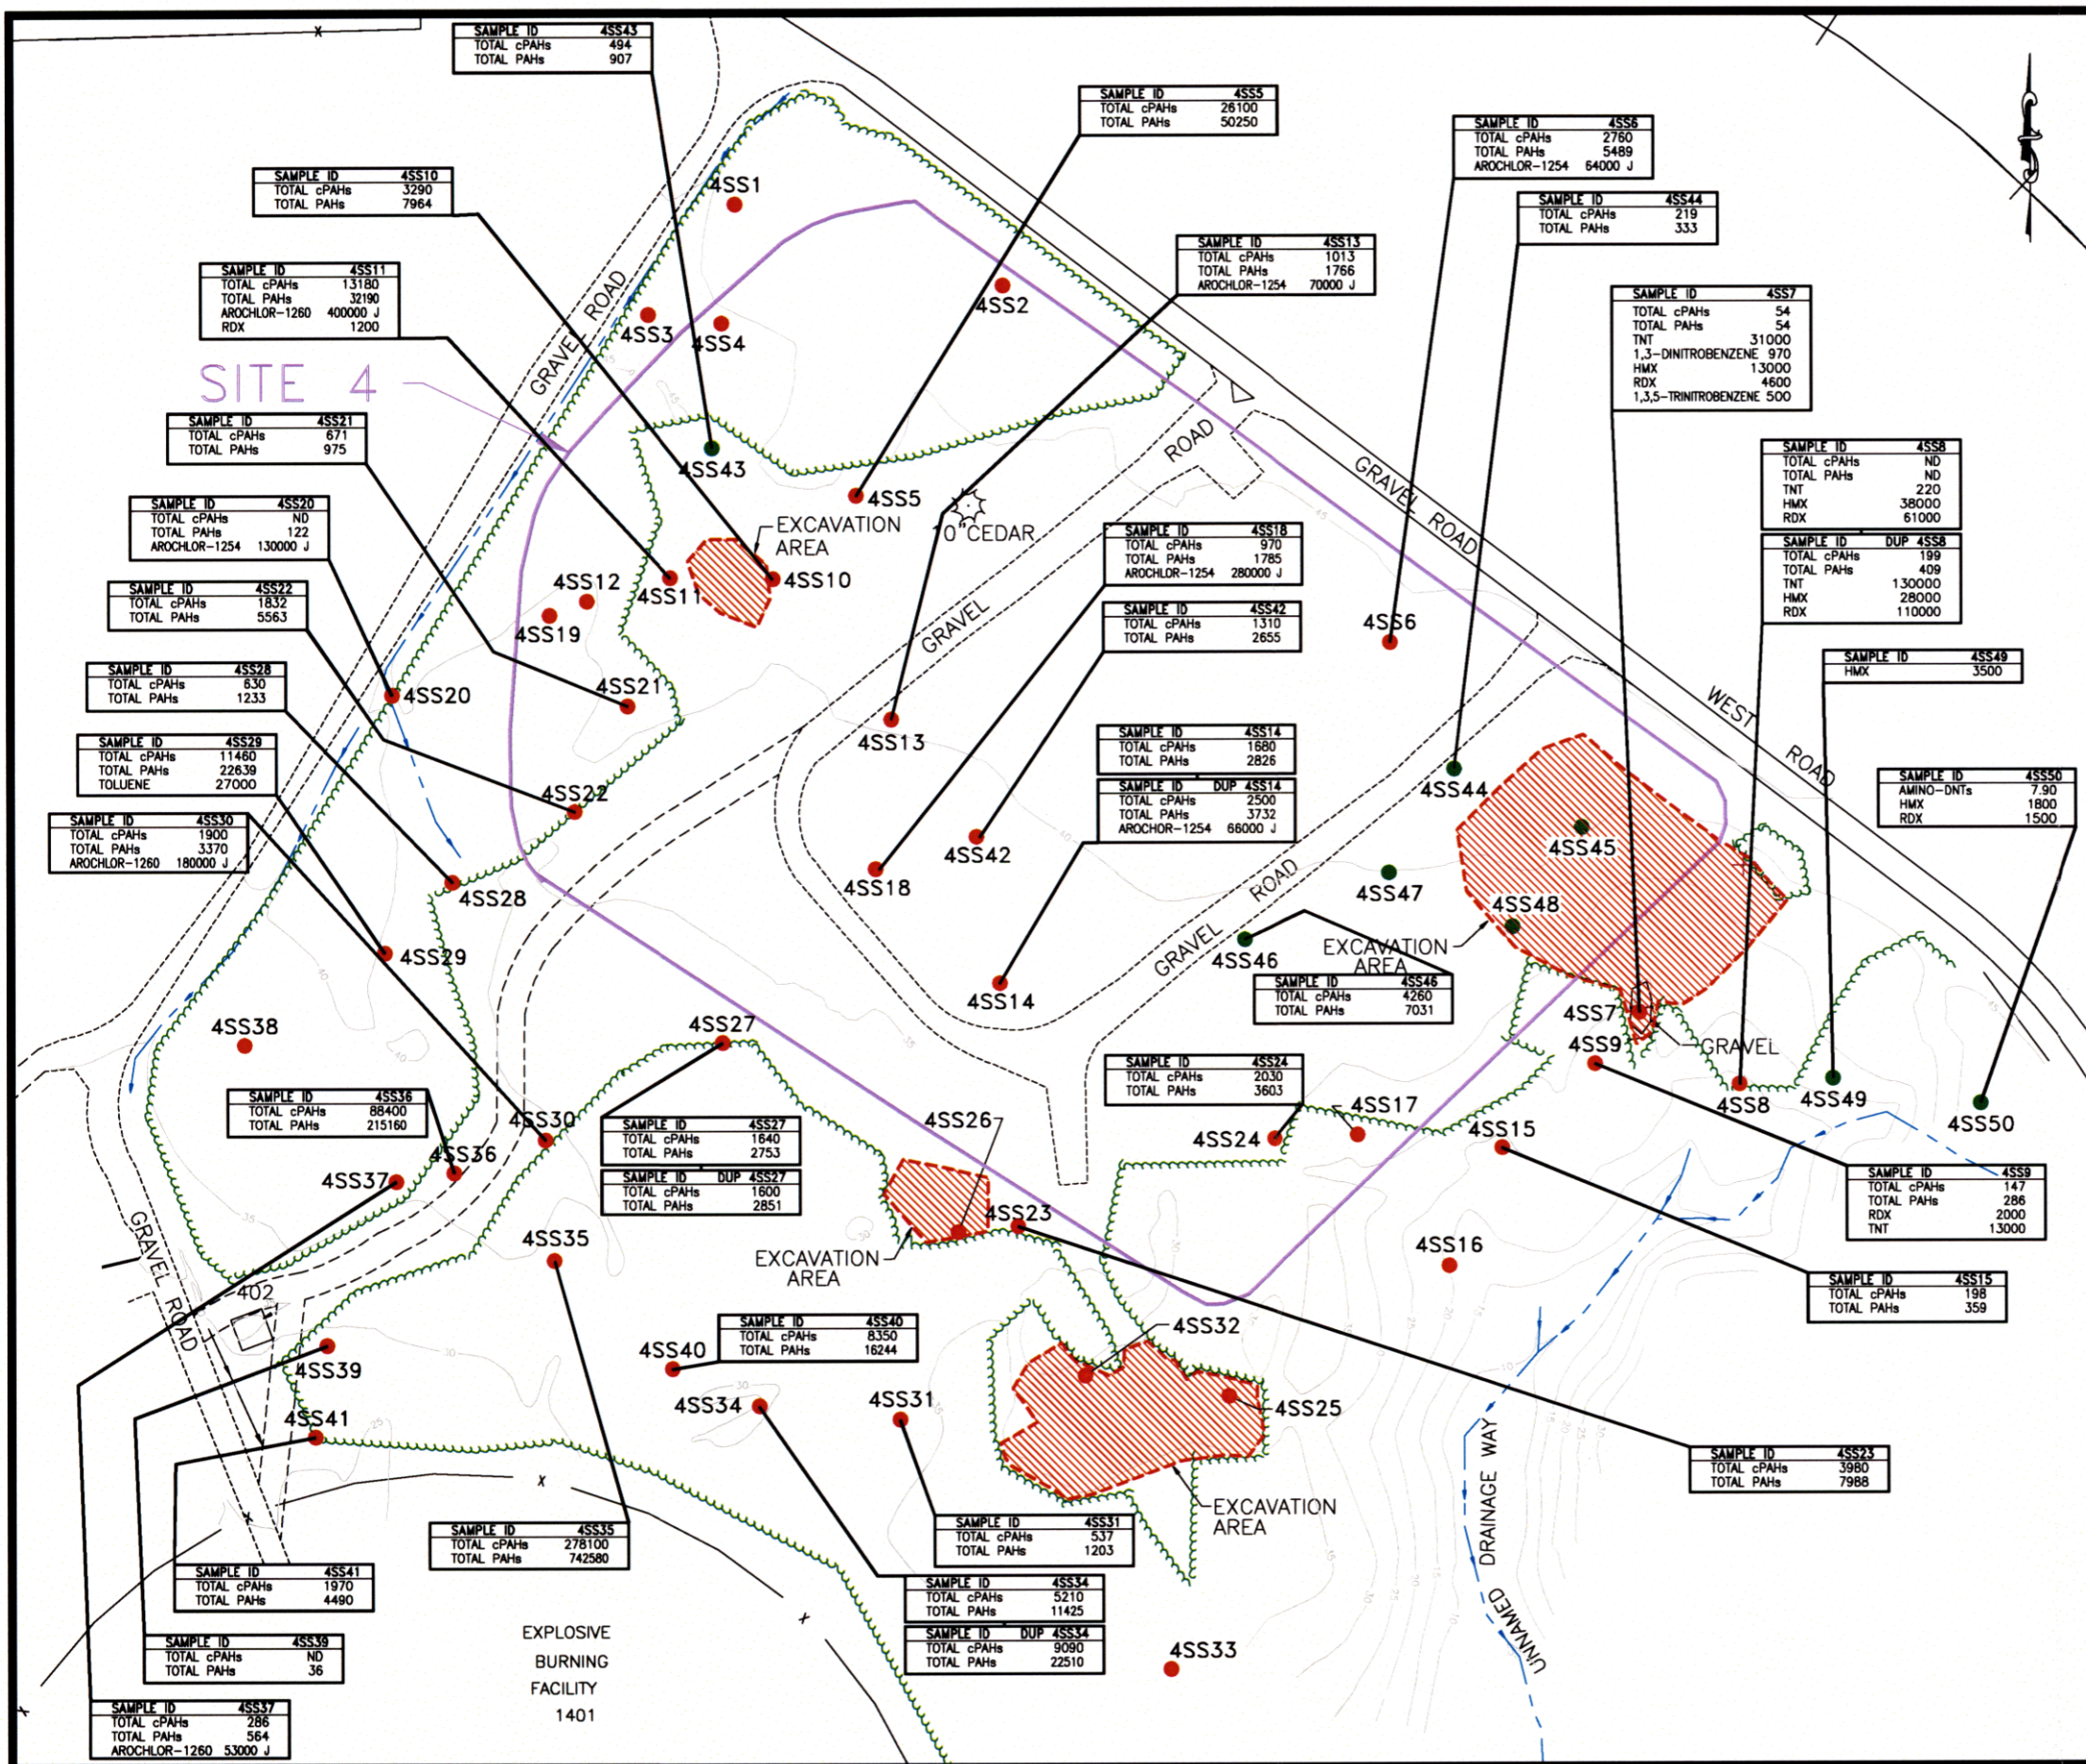 SAMPLE ID 4SS43
TOTAL cPAHs 494
TOTAL PAHs 907
SAMPLE ID 4SS5
TOTAL cPAHs 26100
TOTAL PAHs 50250
SAMPLE ID 4SS6
TOTAL cPAHs 2760
TOTAL PAHs 5489
AROCHLOR-1254 64000 J
SAMPLE ID 4SS10
TOTAL cPAHs 3290
TOTAL PAHs 7964
SAMPLE ID 4SS44
TOTAL cPAHs 219
TOTAL PAHs 333
SAMPLE ID 4SS13
TOTAL cPAHs 1013
TOTAL PAHs 1766
AROCHLOR-1254 70000 J
SAMPLE ID 4SS11
TOTAL cPAHs 13180
TOTAL PAHs 32190
AROCHLOR-1260 400000 J
RDX 1200
SAMPLE ID 4SS7
TOTAL cPAHs 54
TOTAL PAHs 54
TNT 31000
1,3-DINITROBENZENE 970
HMX 13000
RDX 4600
1,3,5-TRINITROBENZENE 500
SITE 4
SAMPLE ID 4SS21
TOTAL cPAHs 671
TOTAL PAHs 975
SAMPLE ID 4SS8
TOTAL cPAHs ND
TOTAL PAHs ND
TNT 220
HMX 38000
RDX 61000
SAMPLE ID DUP 4SS8
TOTAL cPAHs 199
TOTAL PAHs 409
TNT 130000
HMX 28000
RDX 110000
SAMPLE ID 4SS20
TOTAL cPAHs ND
TOTAL PAHs 122
AROCHLOR-1254 130000 J
SAMPLE ID 4SS18
TOTAL cPAHs 970
TOTAL PAHs 1785
AROCHLOR-1254 280000 J
SAMPLE ID 4SS22
TOTAL cPAHs 1832
TOTAL PAHs 5563
SAMPLE ID 4SS42
TOTAL cPAHs 1310
TOTAL PAHs 2655
SAMPLE ID 4SS49
HMX 3500
SAMPLE ID 4SS28
TOTAL cPAHs 630
TOTAL PAHs 1233
SAMPLE ID 4SS14
TOTAL cPAHs 1680
TOTAL PAHs 2826
SAMPLE ID DUP 4SS14
TOTAL cPAHs 2500
TOTAL PAHs 3732
AROCHOR-1254 66000 J
SAMPLE ID 4SS29
TOTAL cPAHs 11460
TOTAL PAHs 22639
TOLUENE 27000
SAMPLE ID 4SS50
AMINO-DNTs 7.90
HMX 1800
RDX 1500
SAMPLE ID 4SS30
TOTAL cPAHs 1900
TOTAL PAHs 3370
AROCHLOR-1260 180000 J
SAMPLE ID 4SS46
TOTAL cPAHs 4260
TOTAL PAHs 7031
SAMPLE ID 4SS24
TOTAL cPAHs 2030
TOTAL PAHs 3603
SAMPLE ID 4SS36
TOTAL cPAHs 88400
TOTAL PAHs 215160
SAMPLE ID 4SS27
TOTAL cPAHs 1640
TOTAL PAHs 2753
SAMPLE ID DUP 4SS27
TOTAL cPAHs 1600
TOTAL PAHs 2851
SAMPLE ID 4SS9
TOTAL cPAHs 147
TOTAL PAHs 286
RDX 2000
TNT 13000
SAMPLE ID 4SS15
TOTAL cPAHs 198
TOTAL PAHs 359
SAMPLE ID 4SS40
TOTAL cPAHs 8350
TOTAL PAHs 16244
SAMPLE ID 4SS23
TOTAL cPAHs 3980
TOTAL PAHs 7988
SAMPLE ID 4SS35
TOTAL cPAHs 278100
TOTAL PAHs 742580
SAMPLE ID 4SS31
TOTAL cPAHs 537
TOTAL PAHs 1203
SAMPLE ID 4SS41
TOTAL cPAHs 1970
TOTAL PAHs 4490
SAMPLE ID 4SS34
TOTAL cPAHs 5210
TOTAL PAHs 11425
SAMPLE ID DUP 4SS34
TOTAL cPAHs 9090
TOTAL PAHs 22510
SAMPLE ID 4SS39
TOTAL cPAHs ND
TOTAL PAHs 36
SAMPLE ID 4SS37
TOTAL cPAHs 286
TOTAL PAHs 564
AROCHLOR-1260 53000 J
4SS1
4SS2
4SS3
4SS4
4SS43
4SS5
EXCAVATION
AREA
0"CEDAR
4SS10
4SS11
4SS12
4SS19
4SS6
4SS20
4SS21
4SS13
4SS44
4SS22
4SS42
4SS45
4SS18
4SS47
4SS28
4SS48
4SS46
EXCAVATION
AREA
4SS29
4SS14
4SS7
4SS38
4SS27
4SS9
GRAVEL
4SS8
4SS49
4SS50
4SS26
4SS17
4SS24
4SS15
4SS30
4SS36
4SS37
4SS23
4SS35
EXCAVATION
AREA
4SS16
402
4SS32
4SS39
4SS40
4SS34
4SS31
4SS25
4SS41
EXCAVATION
AREA
4SS33
GRAVEL ROAD
GRAVEL ROAD
GRAVEL ROAD
WEST ROAD
GRAVEL ROAD
GRAVEL ROAD
UNNAMED DRAINAGE WAY
EXPLOSIVE
BURNING
FACILITY
1401